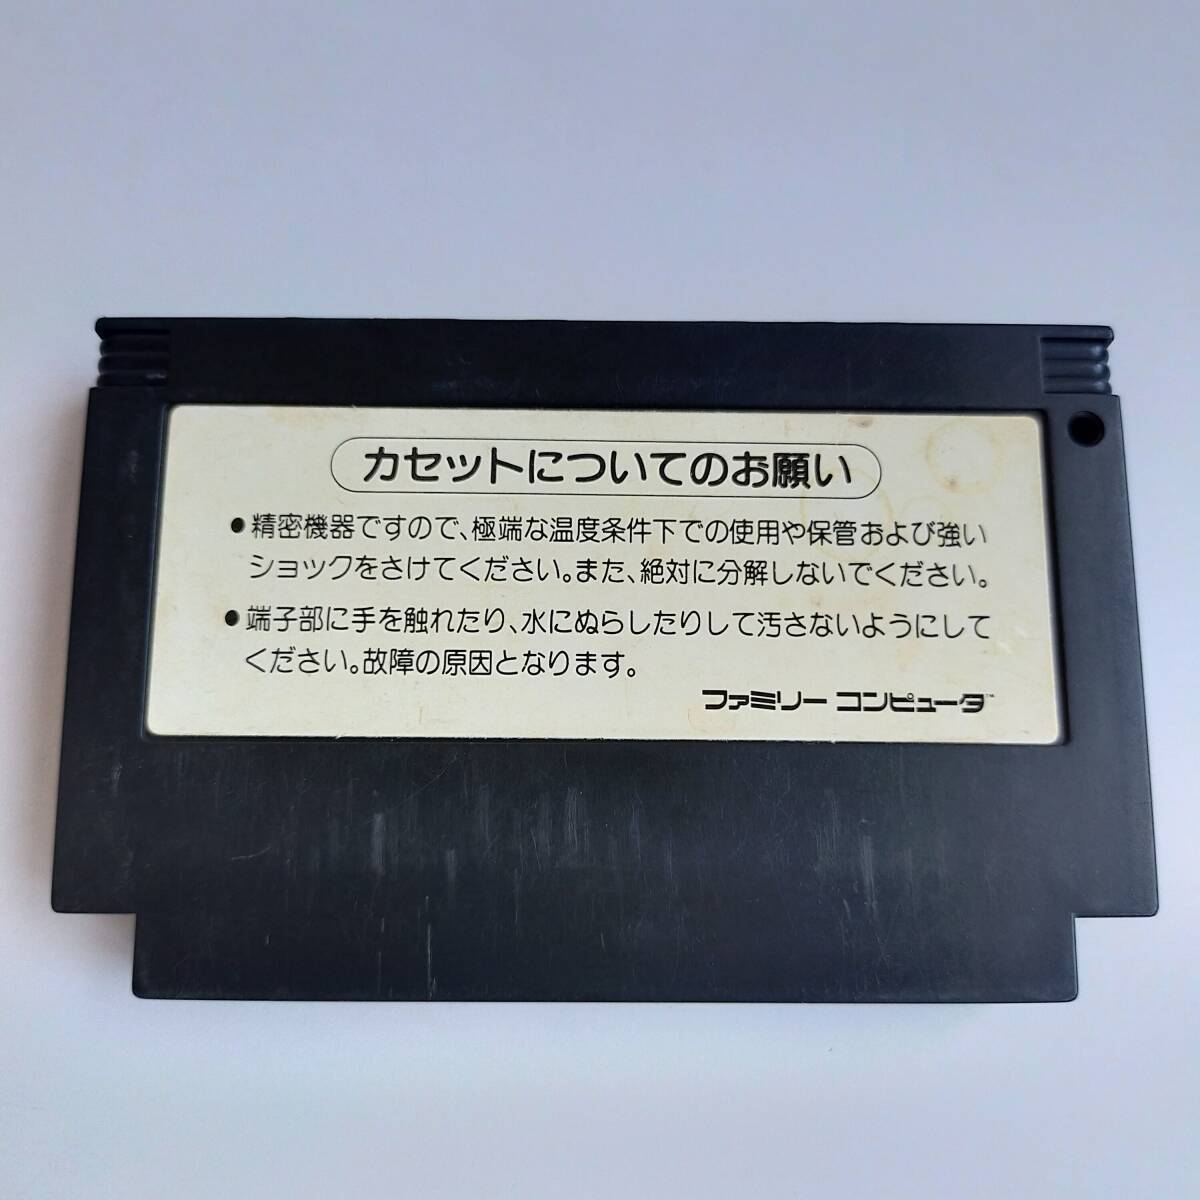 カセットについてのお願い
●精密機器ですので、極端な温度条件下での使用や保管および強い
ショックをさけてください。また、絶対に分解しないでください。
●端子部に手を触れたり、水にぬらしたりして汚さないようにして
ください。故障の原因となります。
ファミリー コンピュータ™